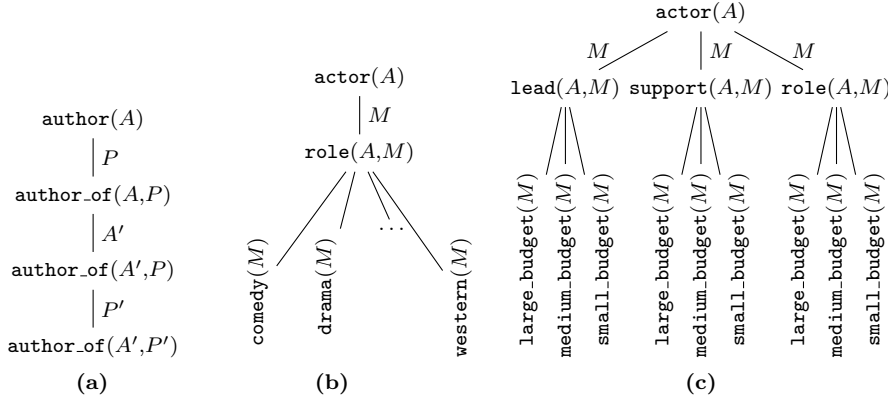 author(A)
P
author_of(A,P)
A′
author_of(A′,P)
P′
author_of(A′,P′)
(a)
actor(A)
M
role(A,M)
comedy(M)
drama(M)
...
western(M)
(b)
actor(A)
M M M
lead(A,M) support(A,M) role(A,M)
large_budget(M)
medium_budget(M)
small_budget(M)
large_budget(M)
medium_budget(M)
small_budget(M)
large_budget(M)
medium_budget(M)
small_budget(M)
(c)